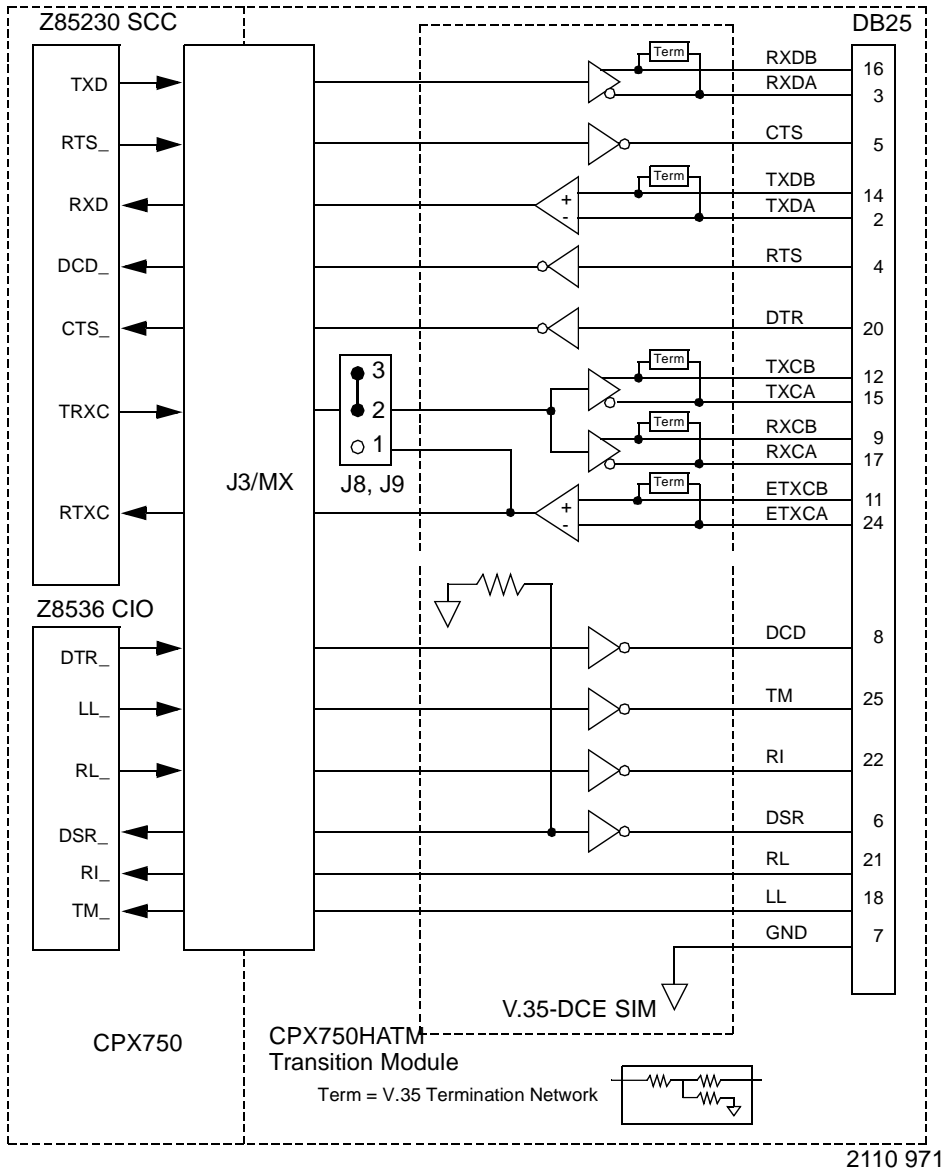 Z85230 SCC
DB25
TXD
Term
RXDB
16
RXDA
3
RTS_
CTS
5
RXD
+
-
Term
TXDB
14
TXDA
2
DCD_
RTS
4
CTS_
DTR
20
TRXC
3
2
1
J8, J9
Term
TXCB
12
TXCA
15
Term
RXCB
9
RXCA
17
J3/MX
RTXC
+
-
Term
ETXCB
11
ETXCA
24
Z8536 CIO
DTR_
DCD
8
LL_
TM
25
RL_
RI
22
DSR_
DSR
6
RI_
RL
21
TM_
LL
18
GND
7
V.35-DCE SIM
CPX750
CPX750HATM
Transition Module
Term = V.35 Termination Network
2110 971